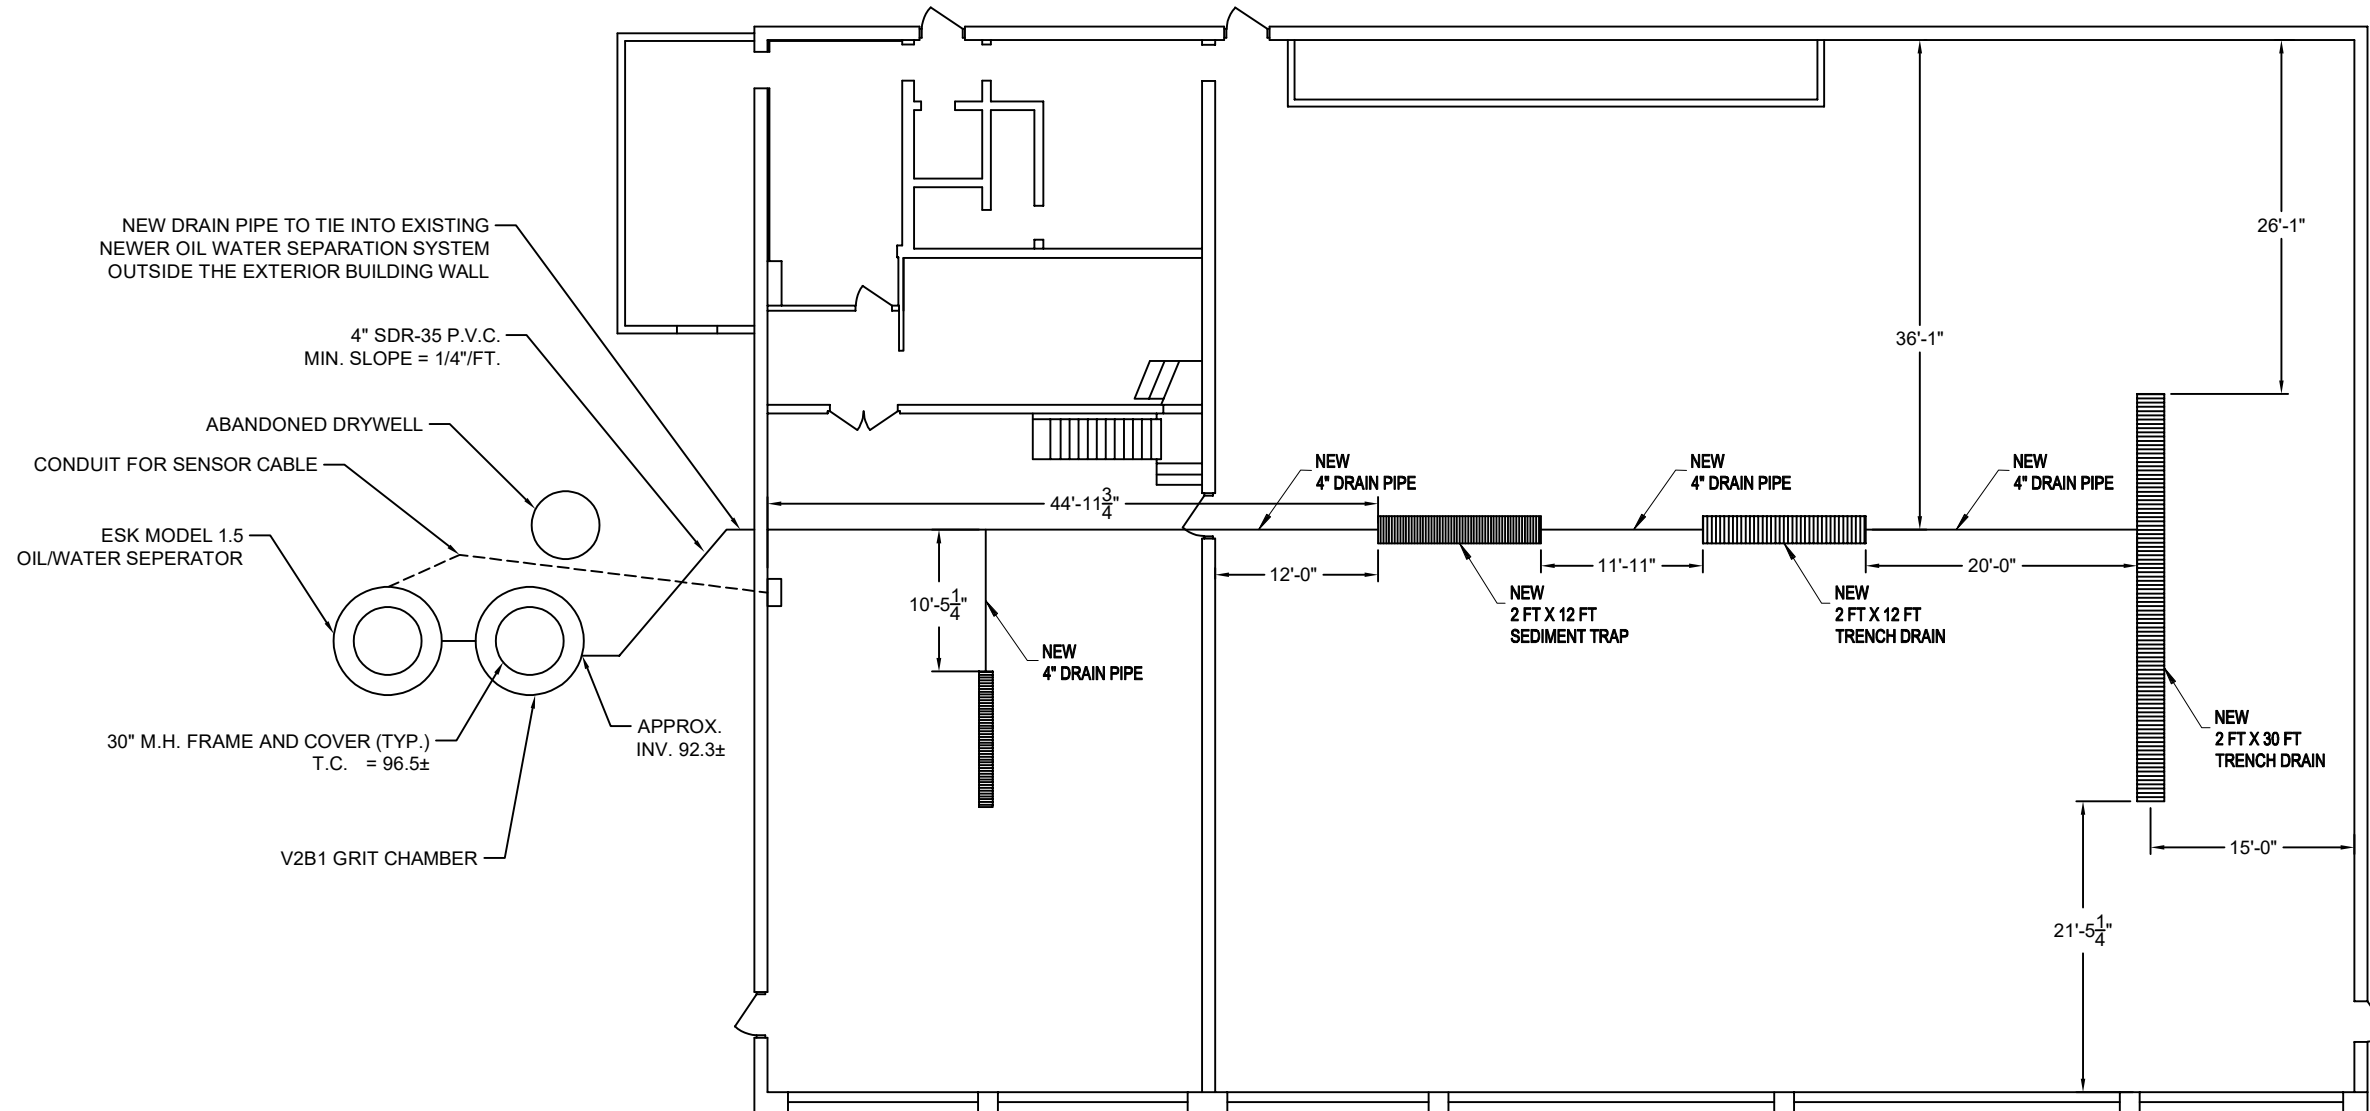 NEW DRAIN PIPE TO TIE INTO EXISTING
NEWER OIL WATER SEPARATION SYSTEM
OUTSIDE THE EXTERIOR BUILDING WALL
4" SDR-35 P.V.C.
MIN. SLOPE = 1/4"/FT.
ABANDONED DRYWELL
CONDUIT FOR SENSOR CABLE
ESK MODEL 1.5
OIL/WATER SEPERATOR
30" M.H. FRAME AND COVER (TYP.)
T.C. = 96.5±
V2B1 GRIT CHAMBER
APPROX.
INV. 92.3±
44'-11 3/4"
10'-5 1/4"
NEW
4" DRAIN PIPE
NEW
4" DRAIN PIPE
12'-0"
NEW
2 FT X 12 FT
SEDIMENT TRAP
NEW
4" DRAIN PIPE
11'-11"
NEW
2 FT X 12 FT
TRENCH DRAIN
NEW
4" DRAIN PIPE
20'-0"
36'-1"
26'-1"
NEW
2 FT X 30 FT
TRENCH DRAIN
15'-0"
21'-5 1/4"